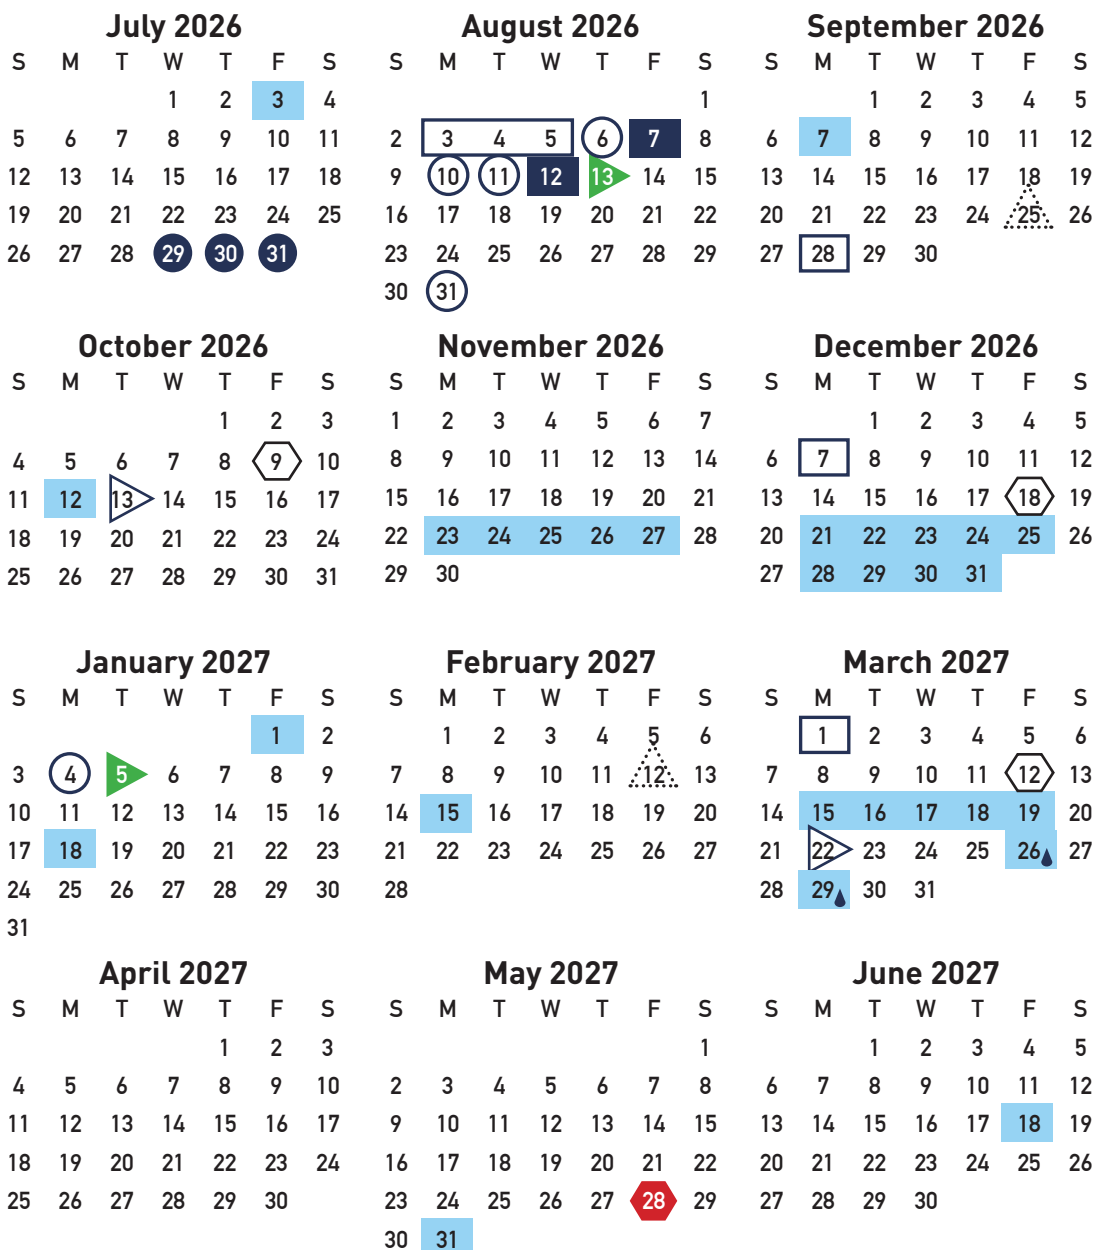 July 2026 August 2026 September 2026
S M T W T F S S M T W T F S S M T W T F S
1 2 3 4 1 1 2 3 4 5
5 6 7 8 9 10 11 2 3 4 5 6 7 8 6 7 8 9 10 11 12
12 13 14 15 16 17 18 9 10 11 12 13 14 15 13 14 15 16 17 18 19
19 20 21 22 23 24 25 16 17 18 19 20 21 22 20 21 22 23 24 25 26
26 27 28 29 30 31 23 24 25 26 27 28 29 27 28 29 30
30 31
October 2026 November 2026 December 2026
S M T W T F S S M T W T F S S M T W T F S
1 2 3 1 2 3 4 5 6 7 1 2 3 4 5
4 5 6 7 8 9 10 8 9 10 11 12 13 14 6 7 8 9 10 11 12
11 12 13 14 15 16 17 15 16 17 18 19 20 21 13 14 15 16 17 18 19
18 19 20 21 22 23 24 22 23 24 25 26 27 28 20 21 22 23 24 25 26
25 26 27 28 29 30 31 29 30 27 28 29 30 31
January 2027 February 2027 March 2027
S M T W T F S S M T W T F S S M T W T F S
1 2 1 2 3 4 5 6 1 2 3 4 5 6
3 4 5 6 7 8 9 7 8 9 10 11 12 13 7 8 9 10 11 12 13
10 11 12 13 14 15 16 14 15 16 17 18 19 20 14 15 16 17 18 19 20
17 18 19 20 21 22 23 21 22 23 24 25 26 27 21 22 23 24 25 26 27
24 25 26 27 28 29 30 28 28 29 30 31
31
April 2027 May 2027 June 2027
S M T W T F S S M T W T F S S M T W T F S
1 2 3 1 1 2 3 4 5
4 5 6 7 8 9 10 2 3 4 5 6 7 8 6 7 8 9 10 11 12
11 12 13 14 15 16 17 9 10 11 12 13 14 15 13 14 15 16 17 18 19
18 19 20 21 22 23 24 16 17 18 19 20 21 22 20 21 22 23 24 25 26
25 26 27 28 29 30 23 24 25 26 27 28 29 27 28 29 30
30 31